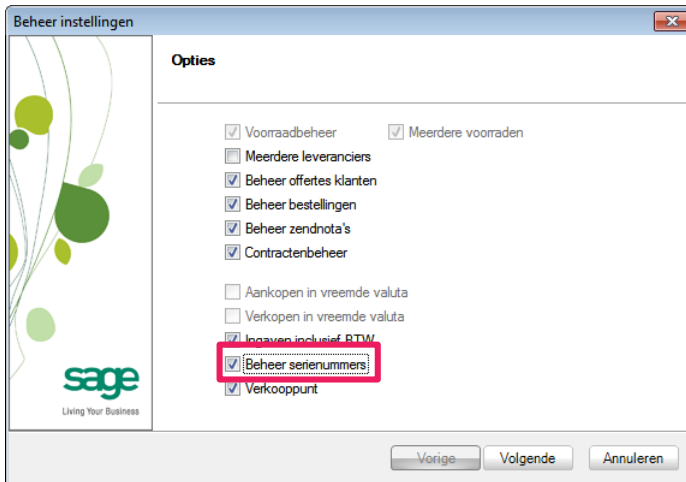 Beheer instellingen
Opties
Voorraadbeheer
Meerdere voorraden
Meerdere leveranciers
Beheer offertes klanten
Beheer bestellingen
Beheer zendnota's
Contractenbeheer
Aankopen in vreemde valuta
Verkopen in vreemde valuta
Ingaven inclusief BTW
Beheer serienummers
Verkooppunt
sage
Living Your Business
Vorige
Volgende
Annuleren